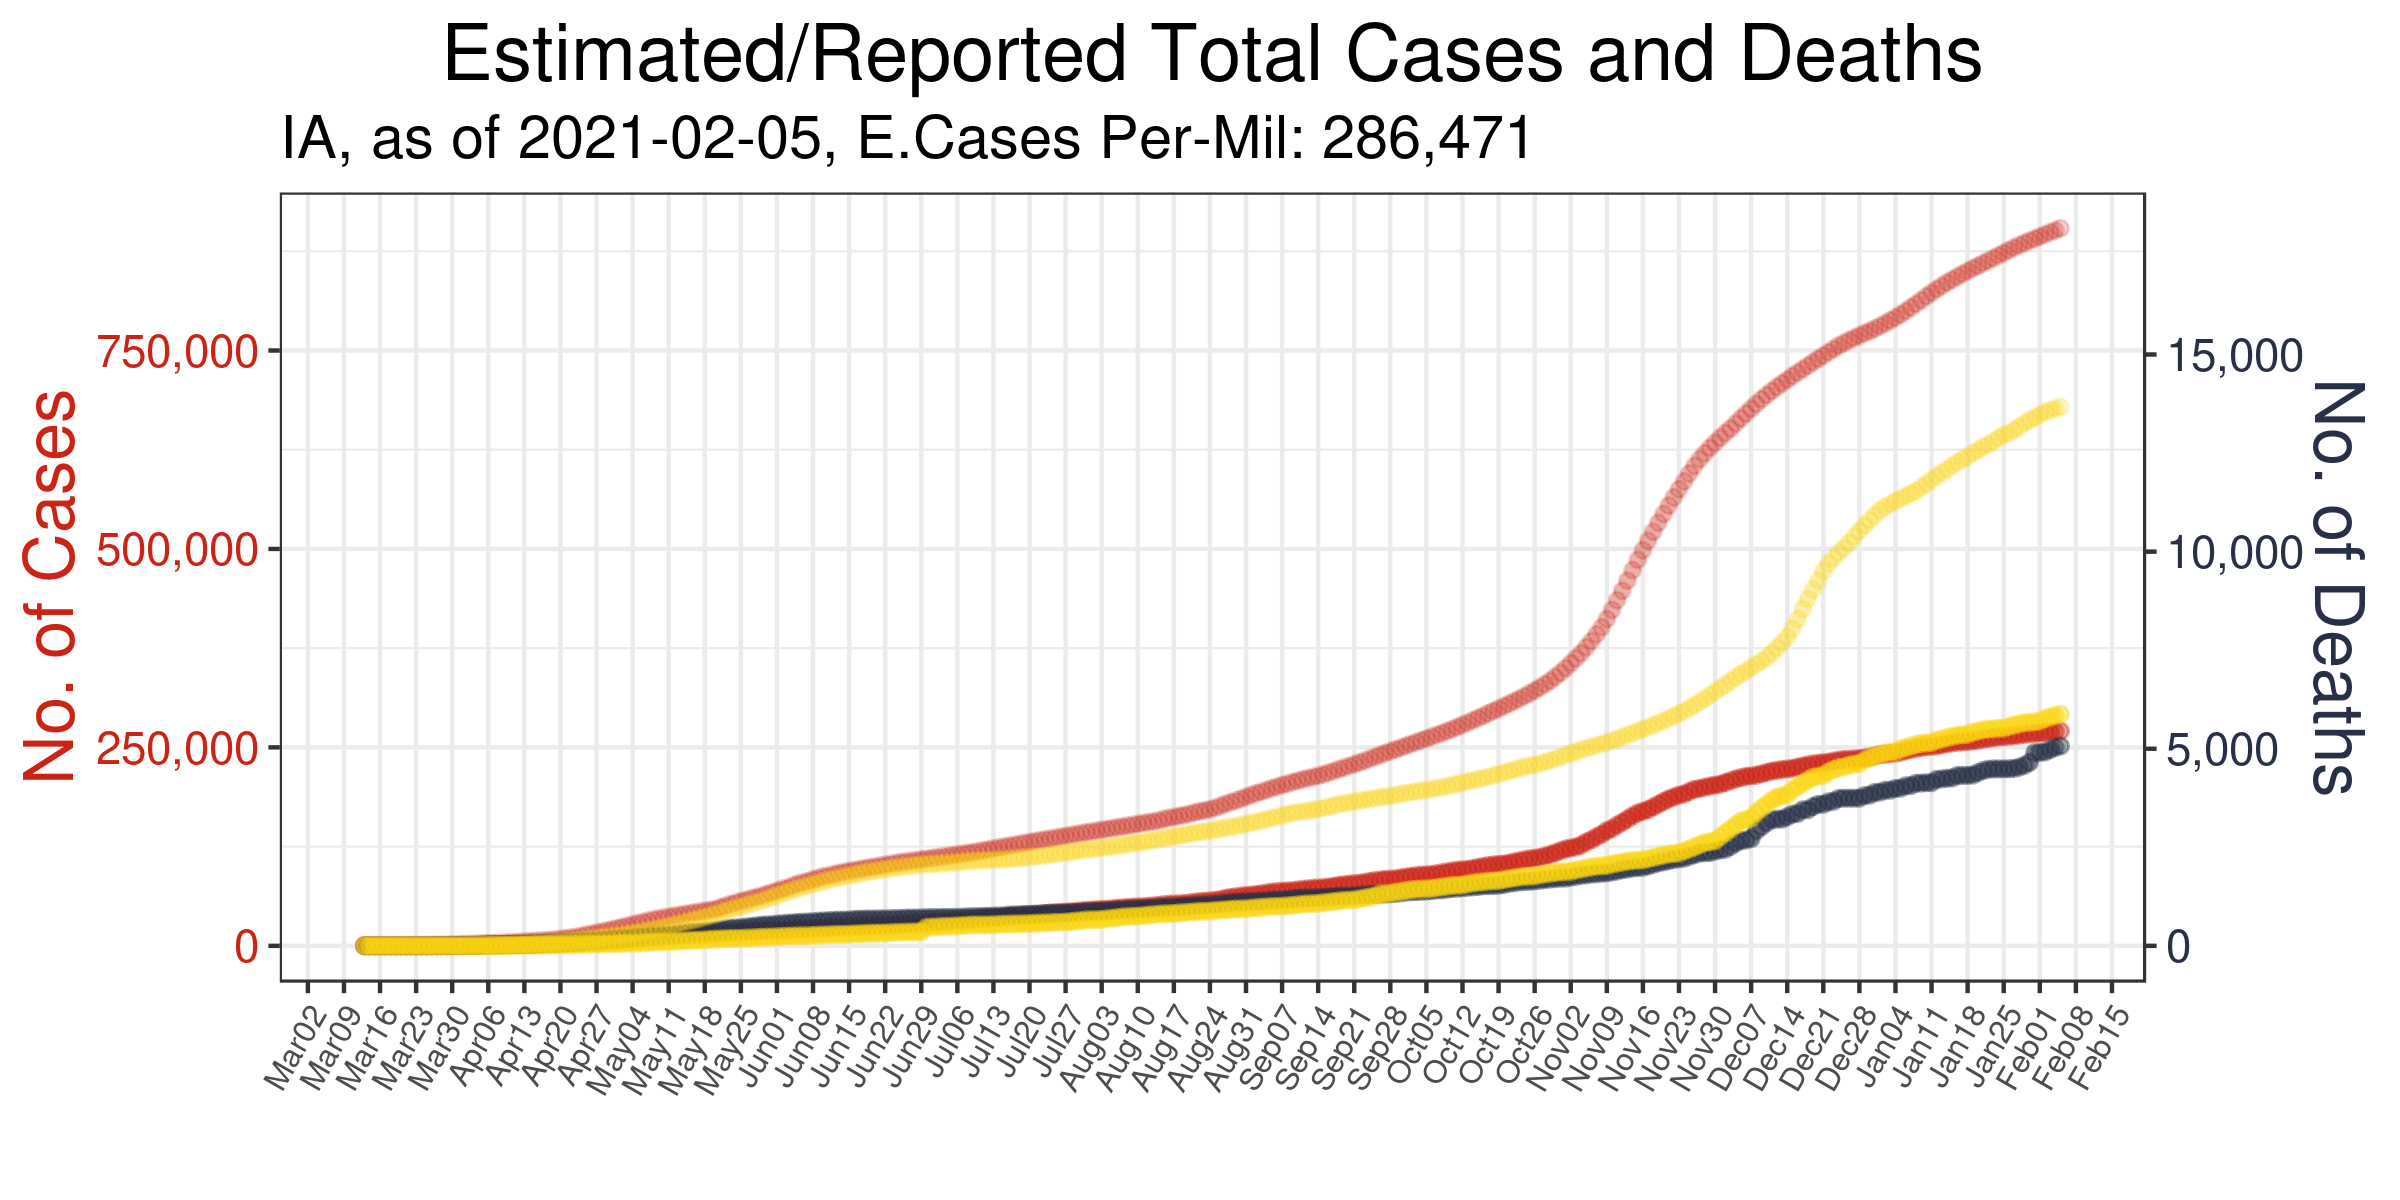 Estimated/Reported Total Cases and Deaths
IA, as of 2021-02-05, E.Cases Per-Mil: 286,471
No. of Cases
750,000
500,000
250,000
0
15,000
10,000
5,000
0
No. of Deaths
Mar02
Mar09
Mar16
Mar23
Mar30
Apr06
Apr13
Apr20
Apr27
May04
May11
May18
May25
Jun01
Jun08
Jun15
Jun22
Jun29
Jul06
Jul13
Jul20
Jul27
Aug03
Aug10
Aug17
Aug24
Aug31
Sep07
Sep14
Sep21
Sep28
Oct05
Oct12
Oct19
Oct26
Nov02
Nov09
Nov16
Nov23
Nov30
Dec07
Dec14
Dec21
Dec28
Jan04
Jan11
Jan18
Jan25
Feb01
Feb08
Feb15